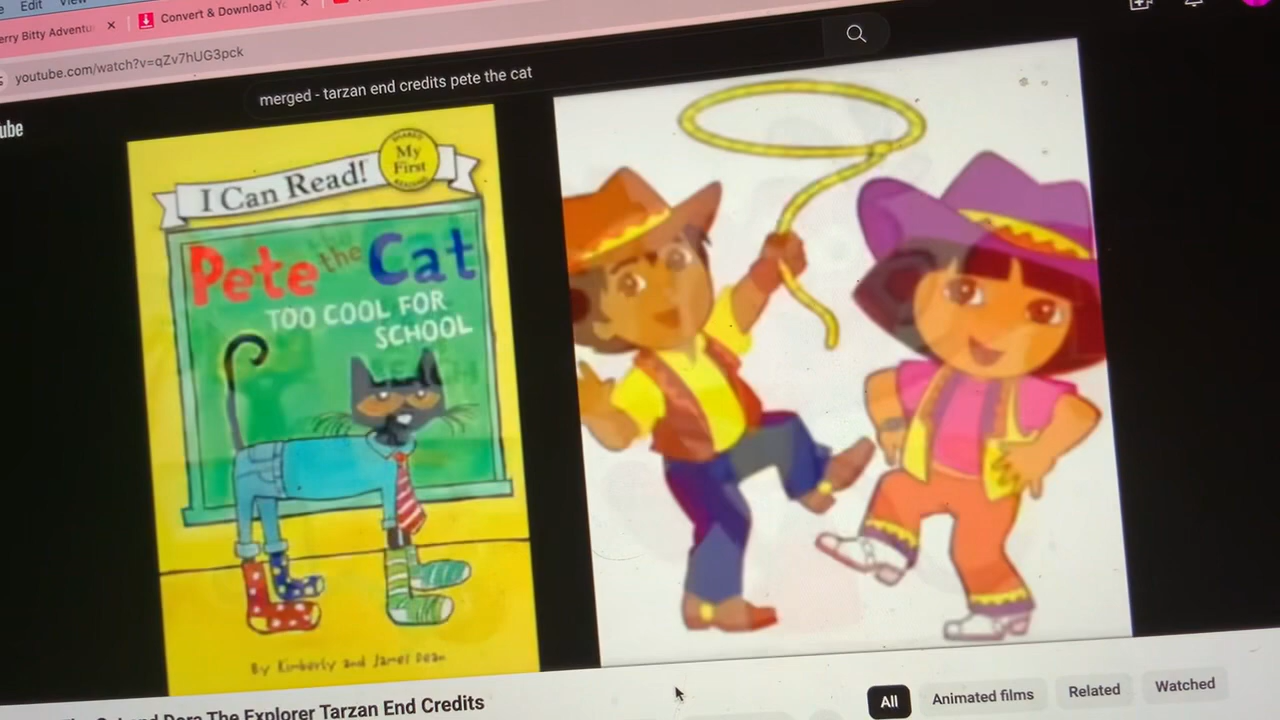 Edit View
erry Bitty Adventu
Convert & Download
youtube.com/watch?v=qZv7hUG3pck
ube
merged - tarzan end credits pete the cat
I Can Read!
My
First
Pete the Cat
TOO COOL FOR
SCHOOL
By Kimberly and James Dean
and Dora The Explorer Tarzan End Credits
All
Animated films
Related
Watched